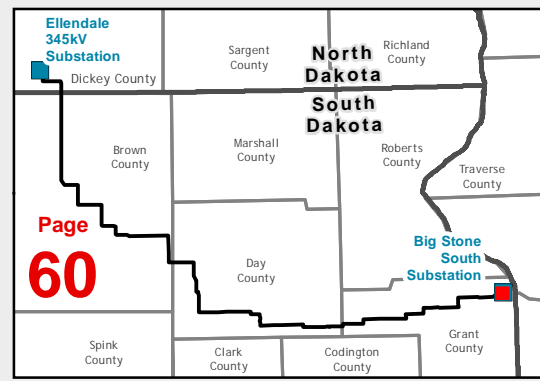 Ellendale
345kV
Substation
Dickey County
Sargent
County
North
Dakota
Richland
County
South
Dakota
Brown
County
Marshall
County
Roberts
County
Traverse
County
Page
60
Day
County
Big Stone
South
Substation
Spink
County
Clark
County
Codington
County
Grant
County